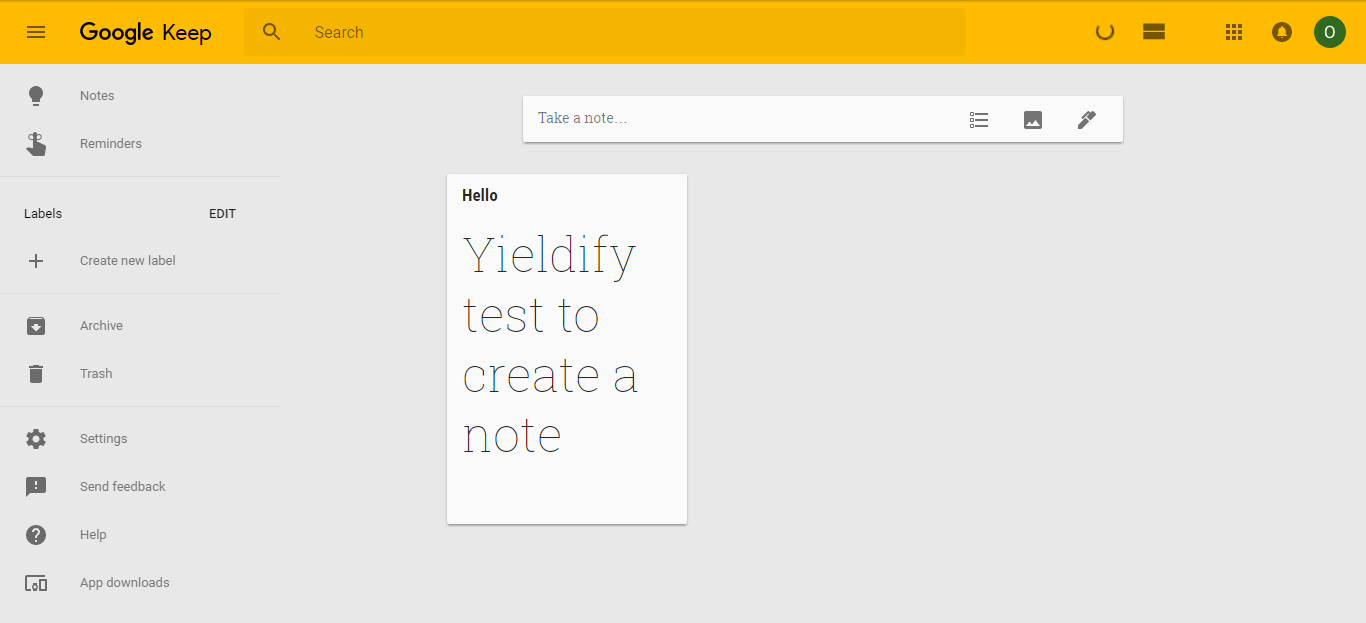 Google Keep
Search
O
Notes
Reminders
Labels EDIT
Create new label
Archive
Trash
Settings
Send feedback
Help
App downloads
Take a note...
Hello
Yieldify
test to
create a
note